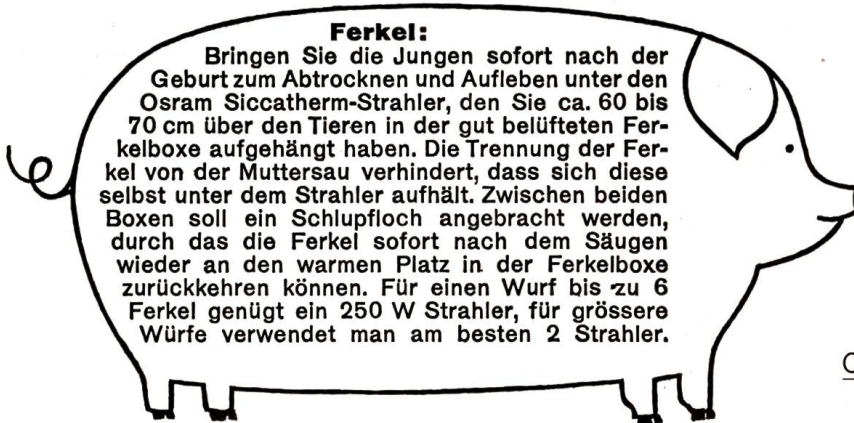 Ferkel:
Bringen Sie die Jungen sofort nach der
Geburt zum Abtrocknen und Aufleben unter den
Osram Siccatherm-Strahler, den Sie ca. 60 bis
70 cm über den Tieren in der gut belüfteten Fer-
kelboxe aufgehängt haben. Die Trennung der Fer-
kel von der Muttersau verhindert, dass sich diese
selbst unter dem Strahler aufhält. Zwischen beiden
Boxen soll ein Schlupfloch angebracht werden,
durch das die Ferkel sofort nach dem Säugen
wieder an den warmen Platz in der Ferkelboxe
zurückkehren können. Für einen Wurf bis zu 6
Ferkel genügt ein 250 W Strahler, für grössere
Würfe verwendet man am besten 2 Strahler.